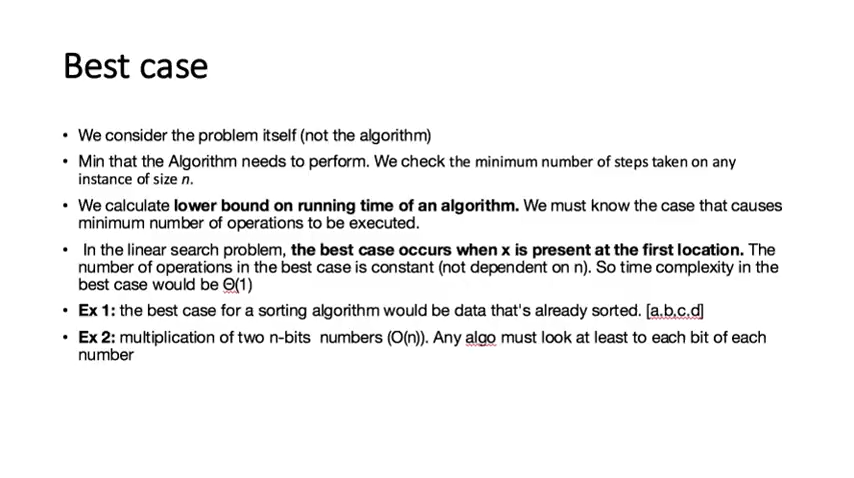 Best case
• We consider the problem itself (not the algorithm)
• Min that the Algorithm needs to perform. We check the minimum number of steps taken on any
instance of size n.
• We calculate lower bound on running time of an algorithm. We must know the case that causes
minimum number of operations to be executed.
• In the linear search problem, the best case occurs when x is present at the first location. The
number of operations in the best case is constant (not dependent on n). So time complexity in the
best case would be Θ(1)
• Ex 1: the best case for a sorting algorithm would be data that's already sorted. [a,b,c,d]
• Ex 2: multiplication of two n-bits numbers (O(n)). Any algo must look at least to each bit of each
number